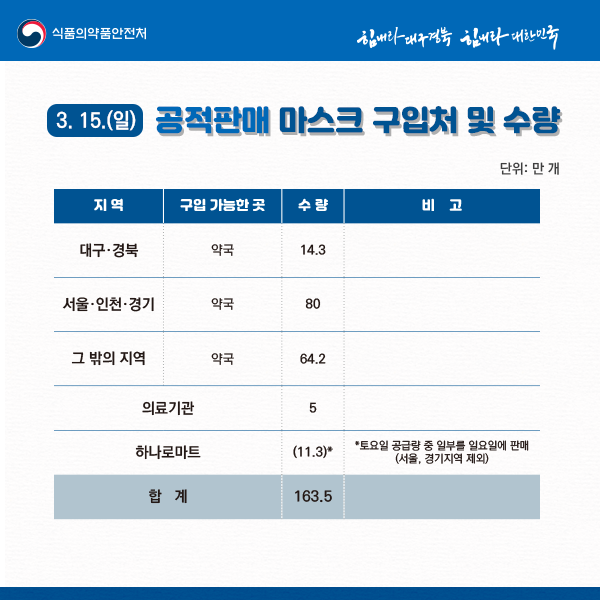 식품의약품안전처
힘내라 대구경북 힘내라 대한민국
3. 15.(일) 공적판매 마스크 구입처 및 수량
단위: 만 개
지 역 구입 가능한 곳 수 량 비 고
대구·경북 약국 14.3
서울·인천·경기 약국 80
그 밖의 지역 약국 64.2
의료기관 5
하나로마트 (11.3)* *토요일 공급량 중 일부를 일요일에 판매
(서울, 경기지역 제외)
합 계 163.5